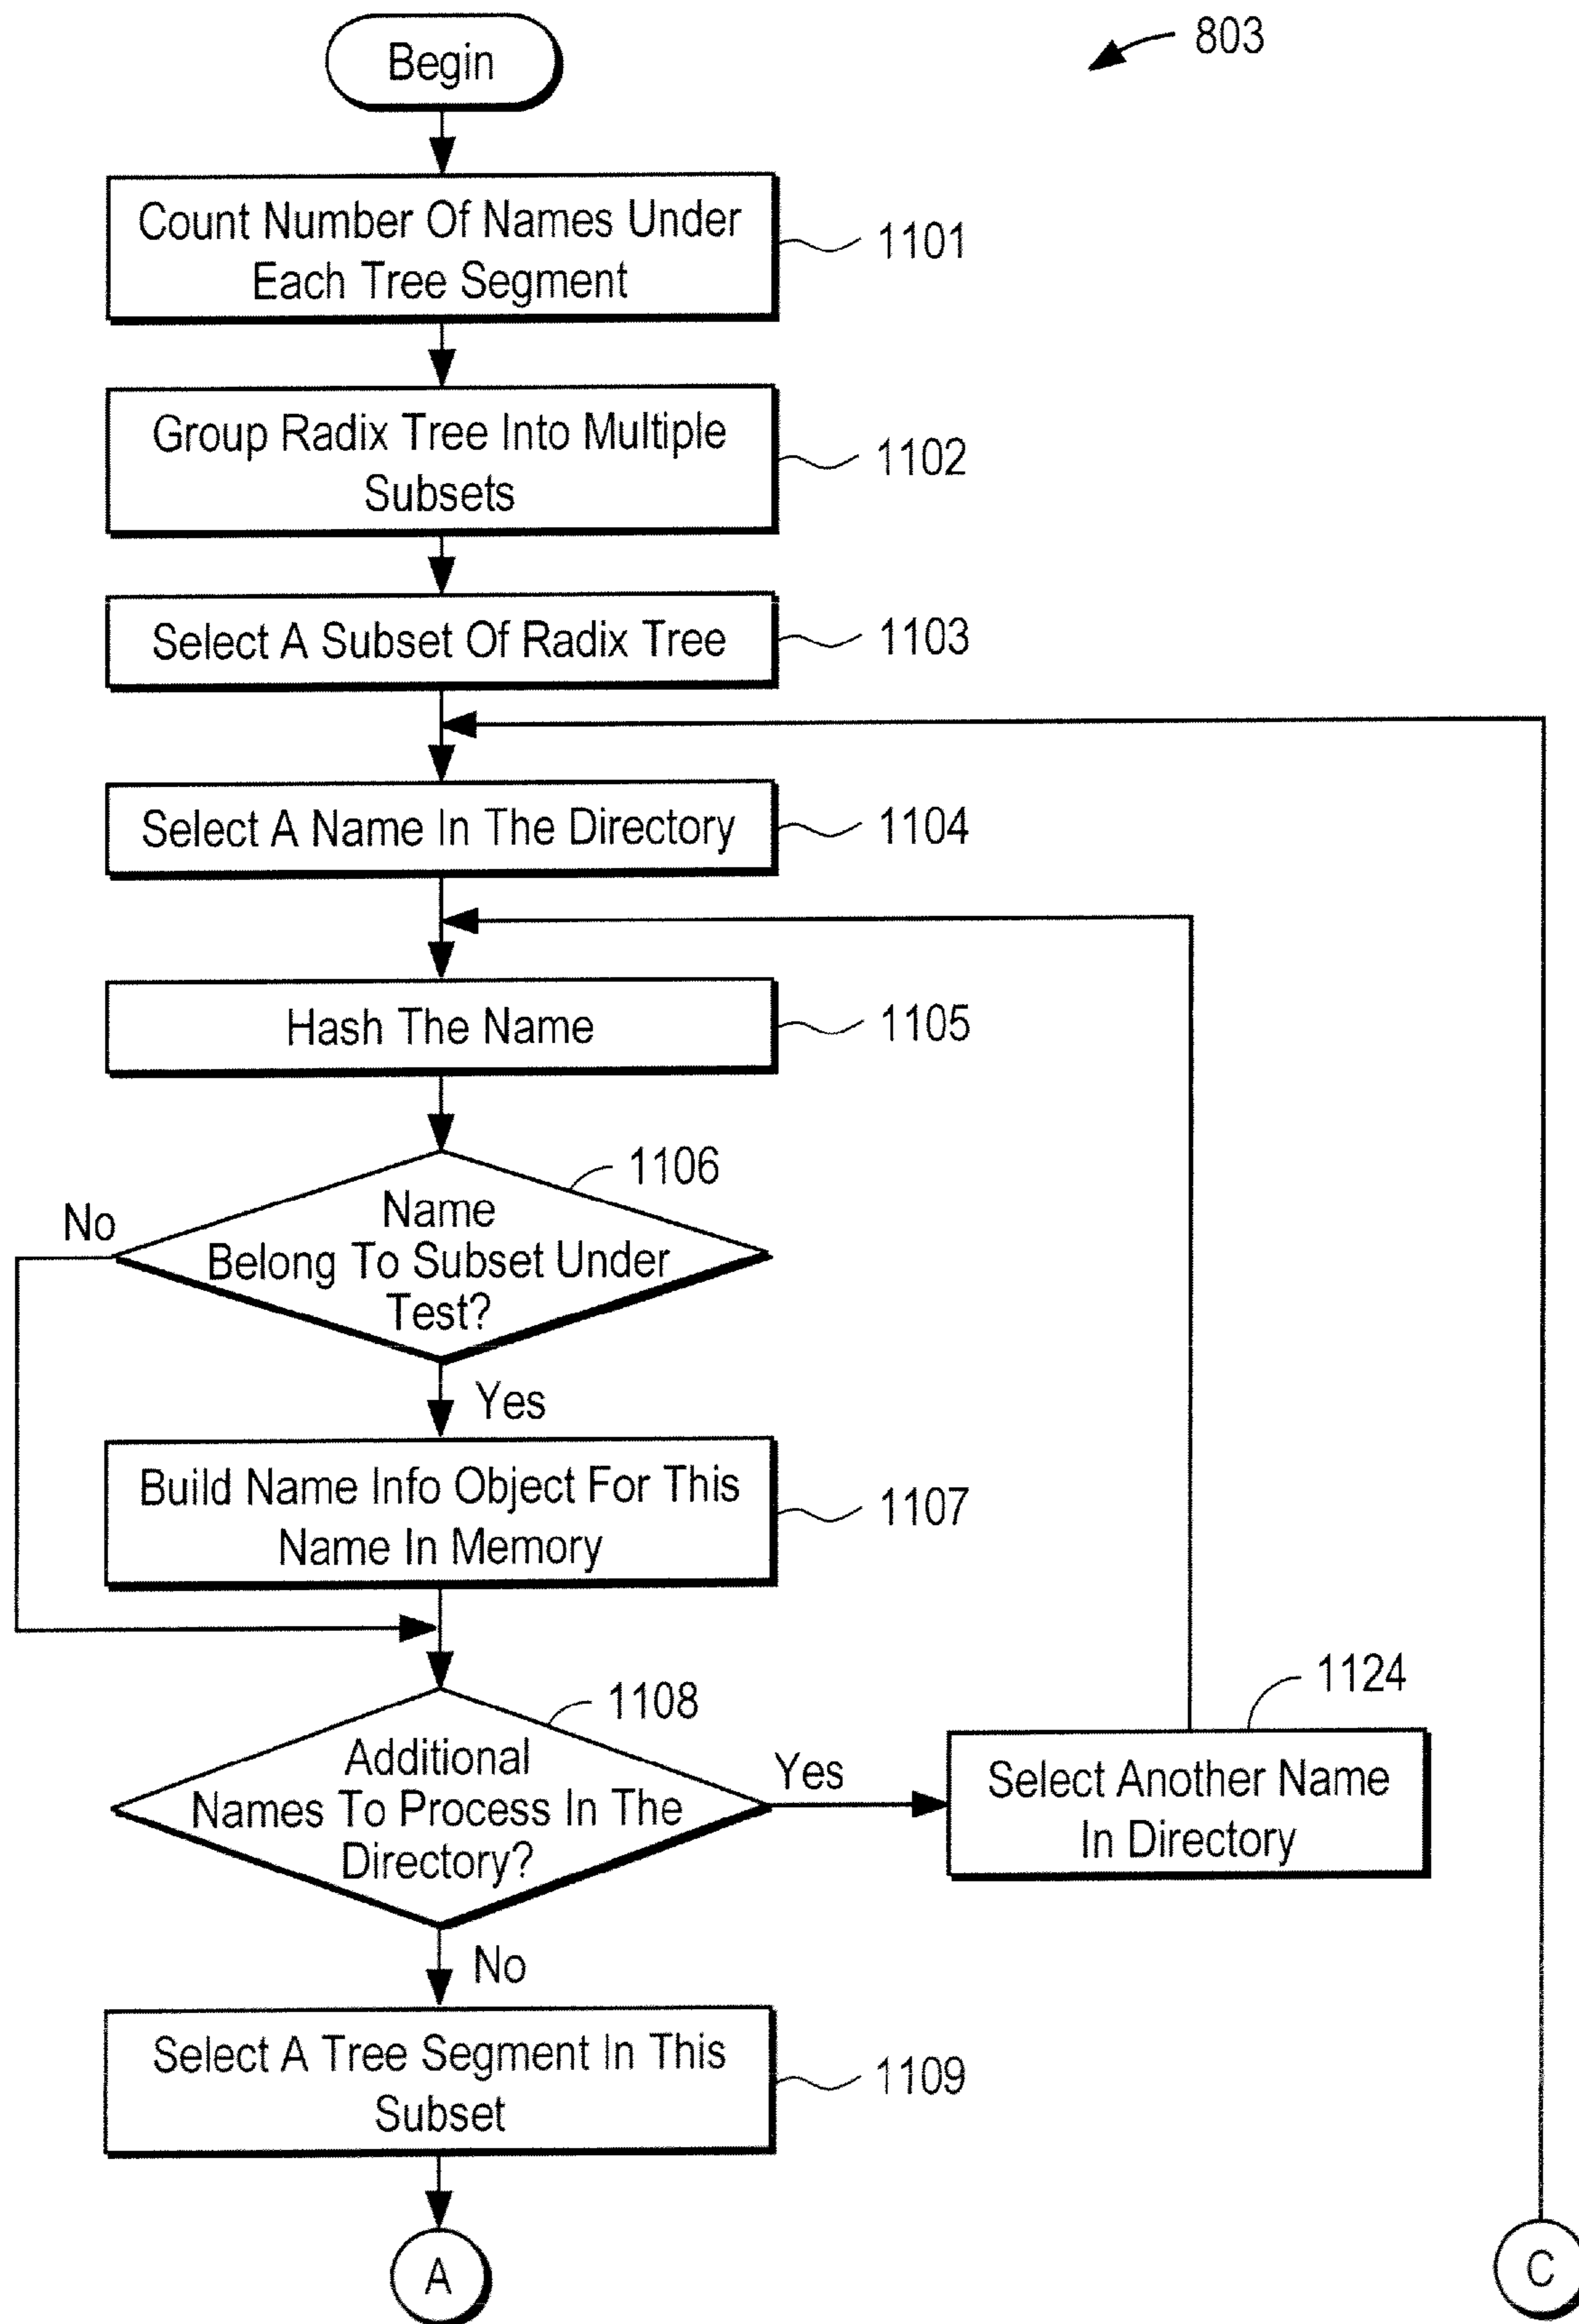 Begin
803
Count Number Of Names Under
Each Tree Segment
1101
Group Radix Tree Into Multiple
Subsets
1102
Select A Subset Of Radix Tree
1103
Select A Name In The Directory
1104
Hash The Name
1105
1106
Name
Belong To Subset Under
Test?
No
Yes
Build Name Info Object For This
Name In Memory
1107
1108
Additional
Names To Process In The
Directory?
Yes
1124
Select Another Name
In Directory
No
Select A Tree Segment In This
Subset
1109
A
C